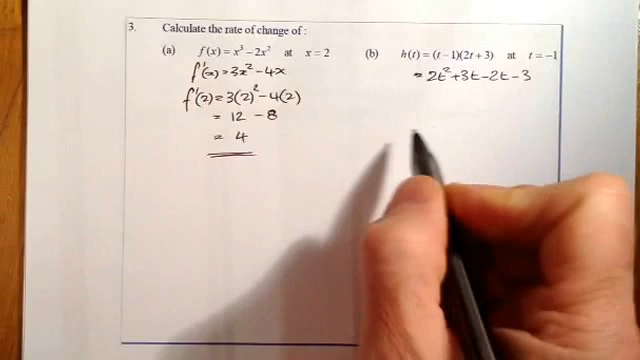 3. Calculate the rate of change of :
(a) f(x) = x³ − 2x² at x = 2
f'(x) = 3x² − 4x
f'(2) = 3(2)² − 4(2)
= 12 − 8
= 4
(b) h(t) = (t − 1)(2t + 3) at t = −1
= 2t² + 3t − 2t − 3